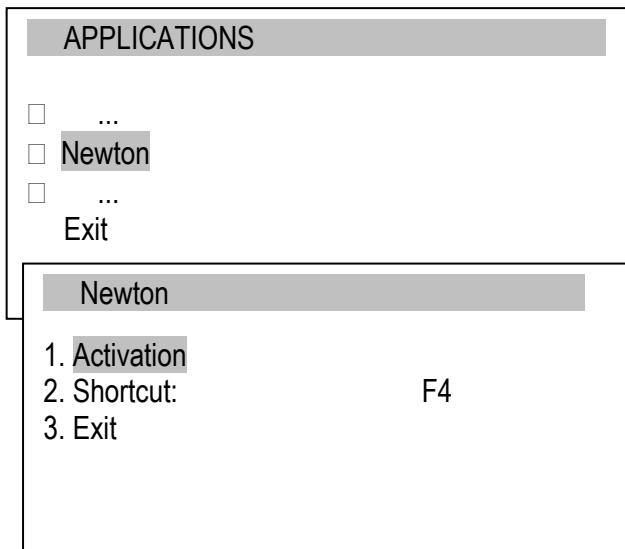 APPLICATIONS
□ ...
□ Newton
□ ...
Exit
Newton
1. Activation
2. Shortcut: F4
3. Exit